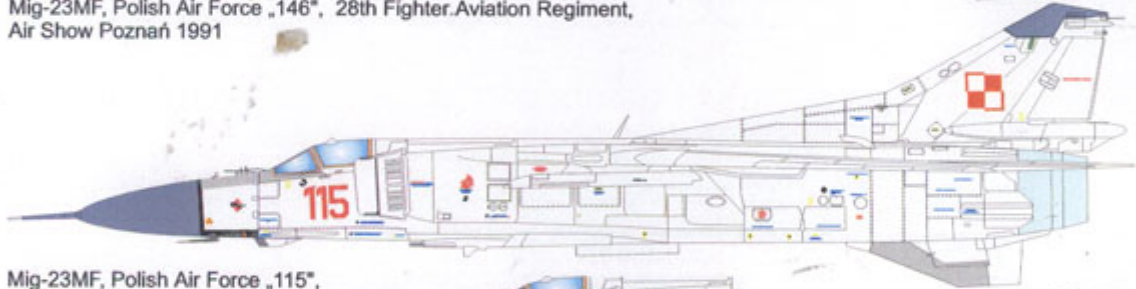 Mig-23MF, Polish Air Force „146", 28th Fighter.Aviation Regiment,
Air Show Poznań 1991
115
Mig-23MF, Polish Air Force „115",